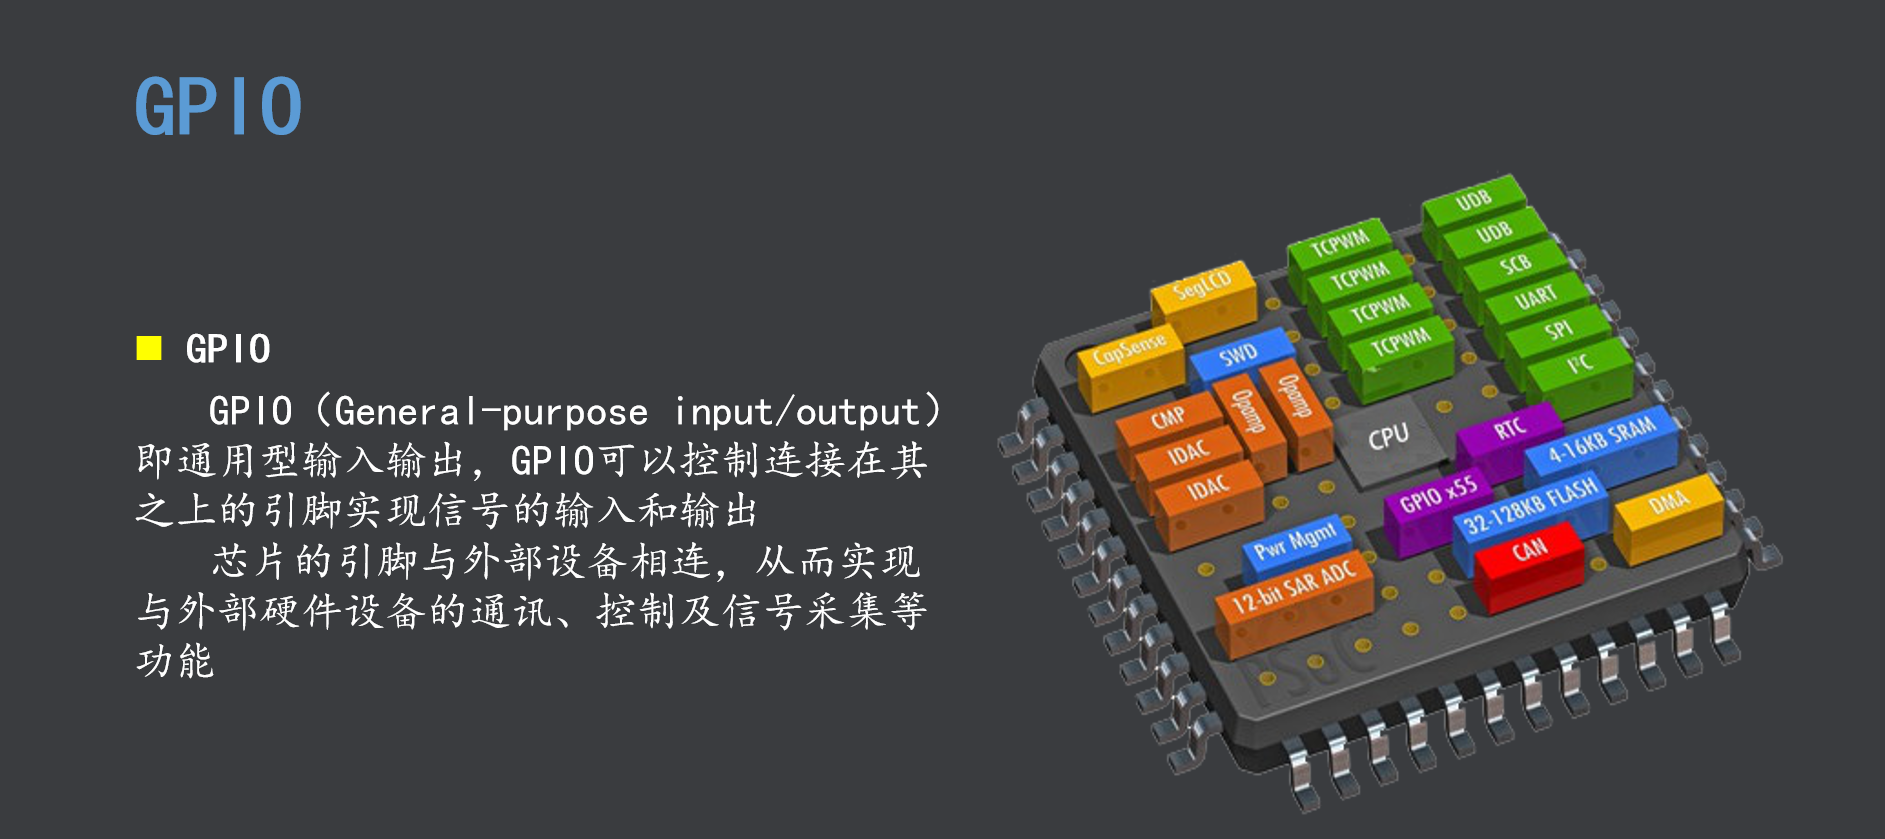 GPIO
GPIO
GPIO（General-purpose input/output）
即通用型输入输出，GPIO可以控制连接在其
之上的引脚实现信号的输入和输出
芯片的引脚与外部设备相连，从而实现
与外部硬件设备的通讯、控制及信号采集等
功能
UDB
UDB
SCB
UART
SPI
I²C
TCPWM
TCPWM
TCPWM
TCPWM
SegLCD
CapSense
SWD
Opamp
Opamp
CMP
IDAC
IDAC
CPU
RTC
4-16KB SRAM
GPIO x55
32-128KB FLASH
DMA
CAN
Pwr Mgmt
12-bit SAR ADC
PSoC